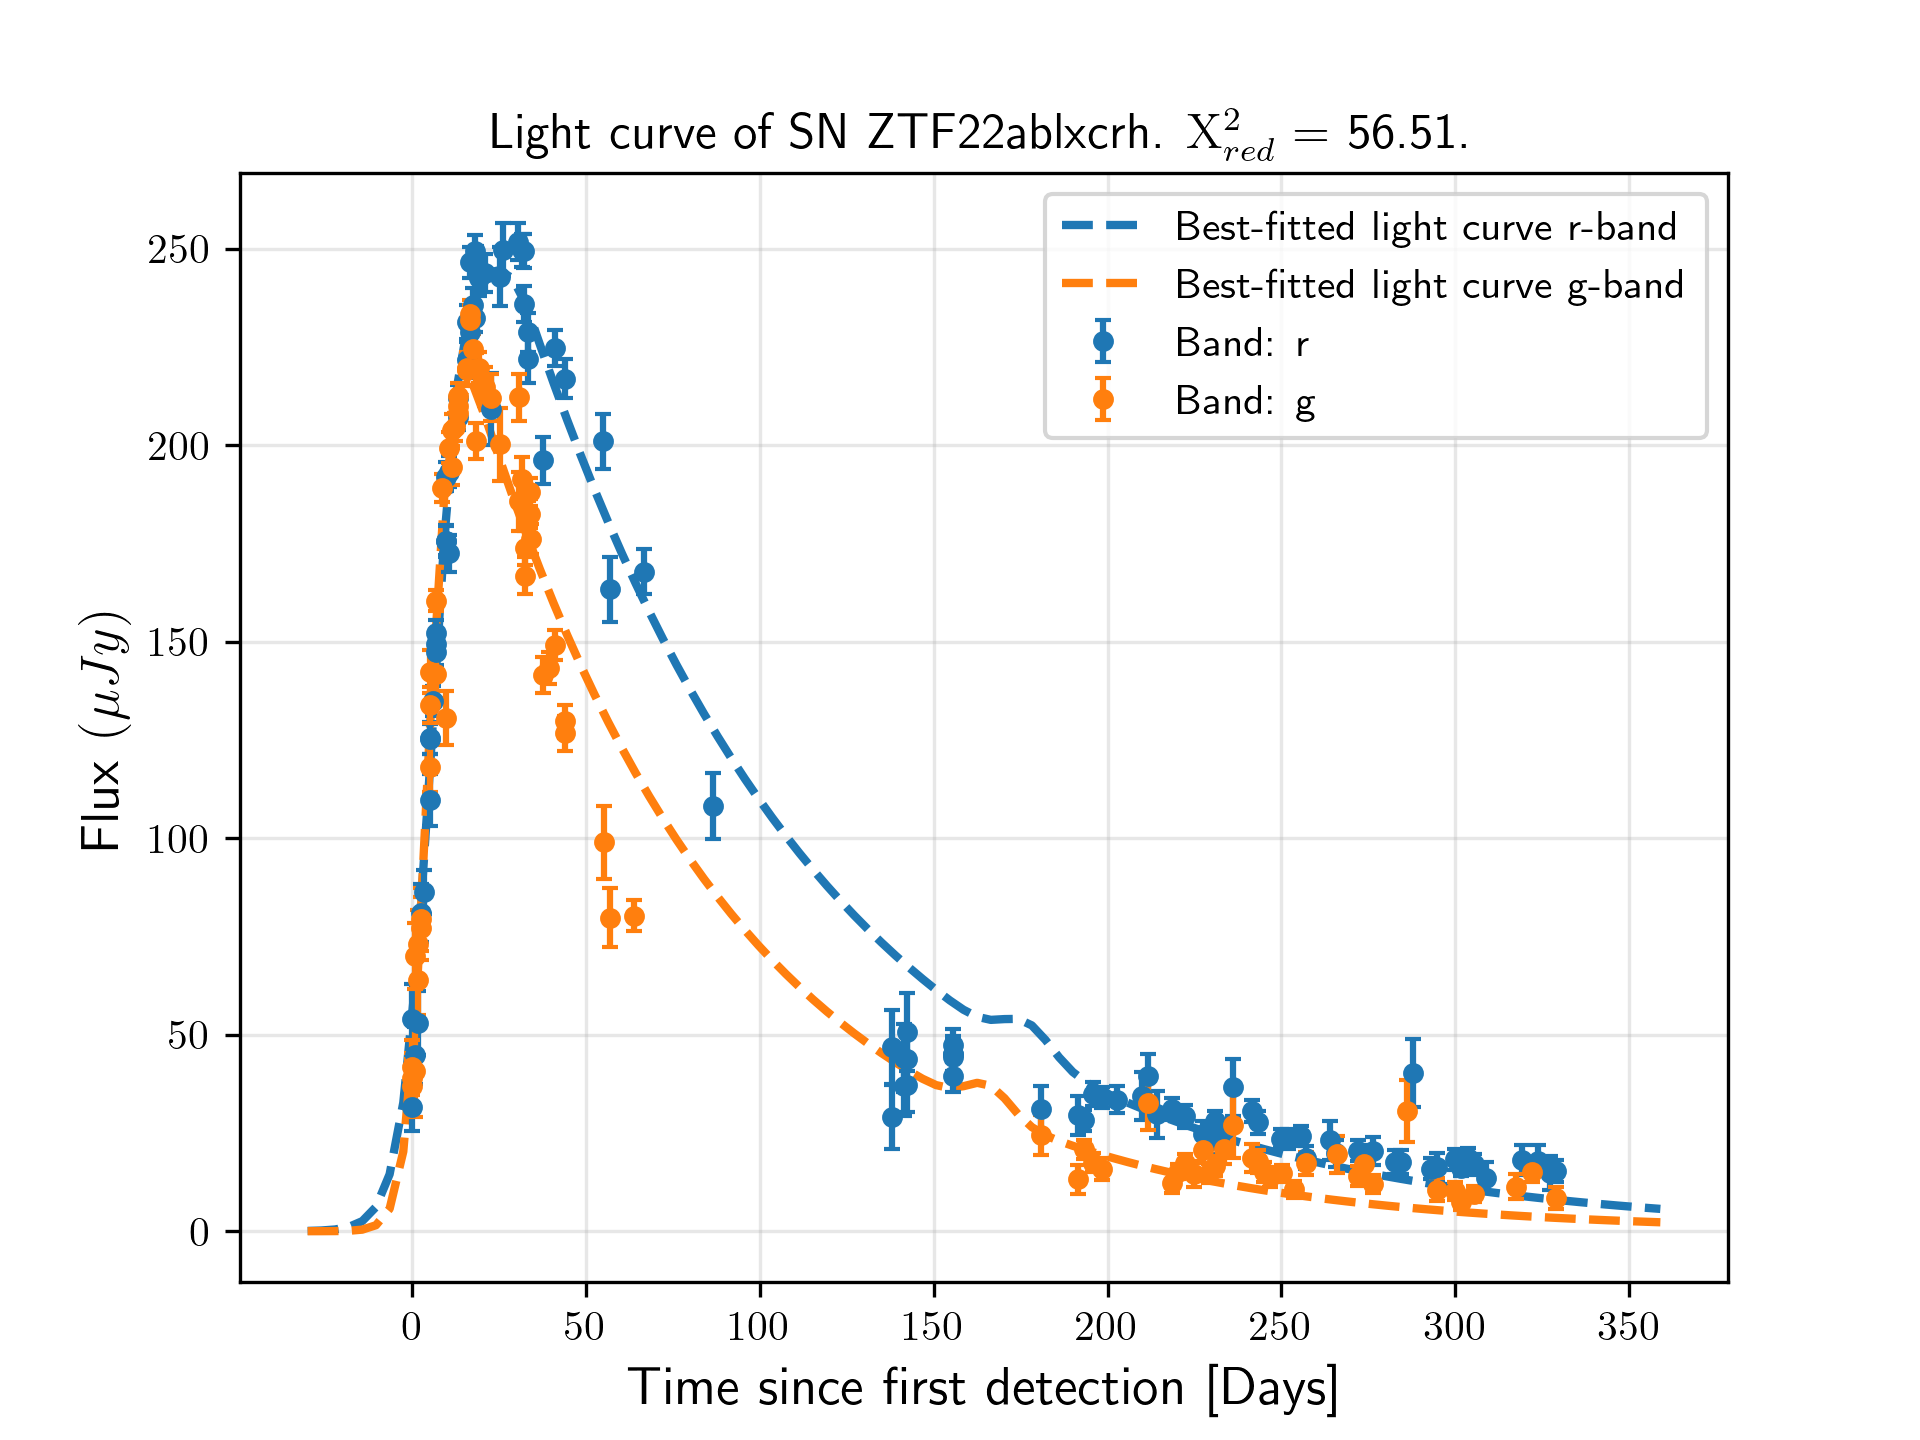 Light curve of SN ZTF22ablxcrh. X²_red = 56.51.
Best-fitted light curve r-band
Best-fitted light curve g-band
Band: r
Band: g
Flux (μJy)
250
200
150
100
50
0
0 50 100 150 200 250 300 350
Time since first detection [Days]